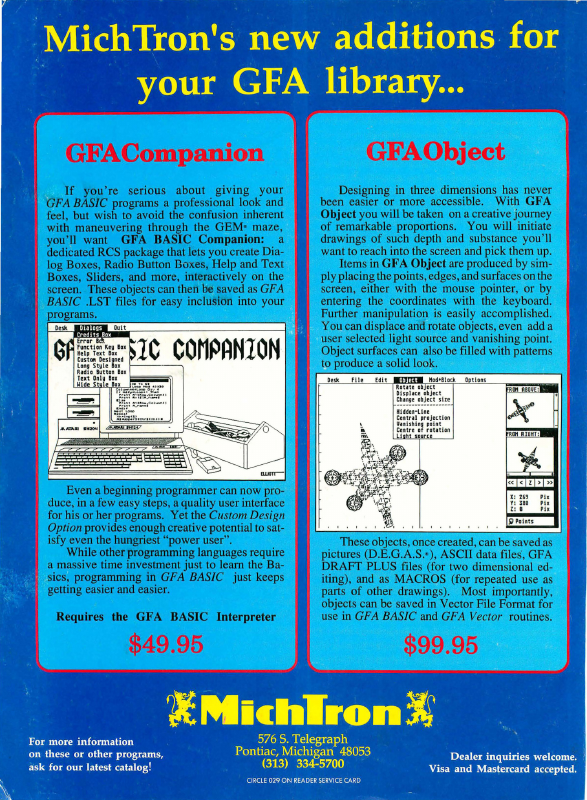 MichTron's new additions for
your GFA library...
GFA Companion
If you're serious about giving your
GFA BASIC programs a professional look and
feel, but wish to avoid the confusion inherent
with maneuvering through the GEM* maze,
you'll want GFA BASIC Companion: a
dedicated RCS package that lets you create Dia-
log Boxes, Radio Button Boxes, Help and Text
Boxes, Sliders, and more, interactively on the
screen. These objects can then be saved as GFA
BASIC .LST files for easy inclusion into your
programs.
Desk Dialogs Quit
Credits Box
Error Box
Function Key Box
Help Text Box
Custom Designed
Long Style Box
Radio Button Box
Text Only Box
Wide Style Box
BASIC COMPANION
ELLIOTT
Even a beginning programmer can now pro-
duce, in a few easy steps, a quality user interface
for his or her programs. Yet the Custom Design
Option provides enough creative potential to sat-
isfy even the hungriest "power user".
While other programming languages require
a massive time investment just to learn the Ba-
sics, programming in GFA BASIC just keeps
getting easier and easier.
Requires the GFA BASIC Interpreter
$49.95
GFA Object
Designing in three dimensions has never
been easier or more accessible. With GFA
Object you will be taken on a creative journey
of remarkable proportions. You will initiate
drawings of such depth and substance you'll
want to reach into the screen and pick them up.
Items in GFA Object are produced by sim-
ply placing the points, edges, and surfaces on the
screen, either with the mouse pointer, or by
entering the coordinates with the keyboard.
Further manipulation is easily accomplished.
You can displace and rotate objects, even add a
user selected light source and vanishing point.
Object surfaces can also be filled with patterns
to produce a solid look.
Desk File Edit Object Mod-Block Options
Rotate object
Displace object
Change object size
Hidden-Line
Central projection
Vanishing point
Centre of rotation
Light source
FROM ABOVE:
FROM RIGHT:
<< < Z > >>
X: 269 Pix
Y: 308 Pix
Z: 0 Pix
Points
These objects, once created, can be saved as
pictures (D.E.G.A.S.*), ASCII data files, GFA
DRAFT PLUS files (for two dimensional ed-
iting), and as MACROS (for repeated use as
parts of other drawings). Most importantly,
objects can be saved in Vector File Format for
use in GFA BASIC and GFA Vector routines.
$99.95
MichTron
576 S. Telegraph
Pontiac, Michigan 48053
(313) 334-5700
For more information
on these or other programs,
ask for our latest catalog!
Dealer inquiries welcome.
Visa and Mastercard accepted.
CIRCLE 029 ON READER SERVICE CARD